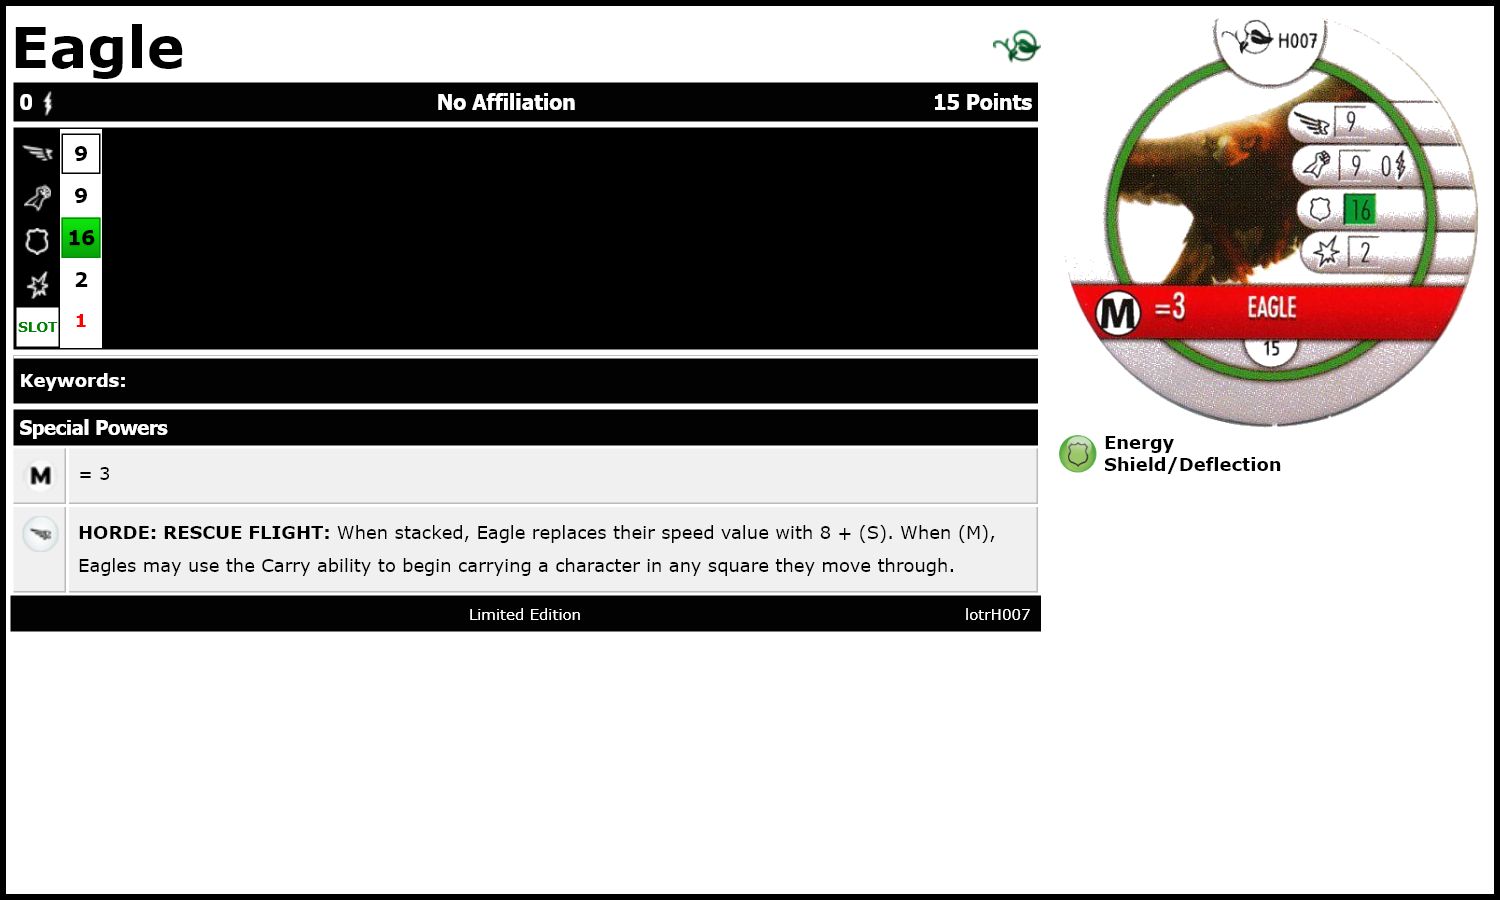 Eagle
0 No Affiliation 15 Points
9
9
16
2
SLOT 1
Keywords:
Special Powers
M = 3
HORDE: RESCUE FLIGHT: When stacked, Eagle replaces their speed value with 8 + (S). When (M),
Eagles may use the Carry ability to begin carrying a character in any square they move through.
Limited Edition lotrH007
H007
9
9 0
16
2
M =3 EAGLE
15
Energy
Shield/Deflection